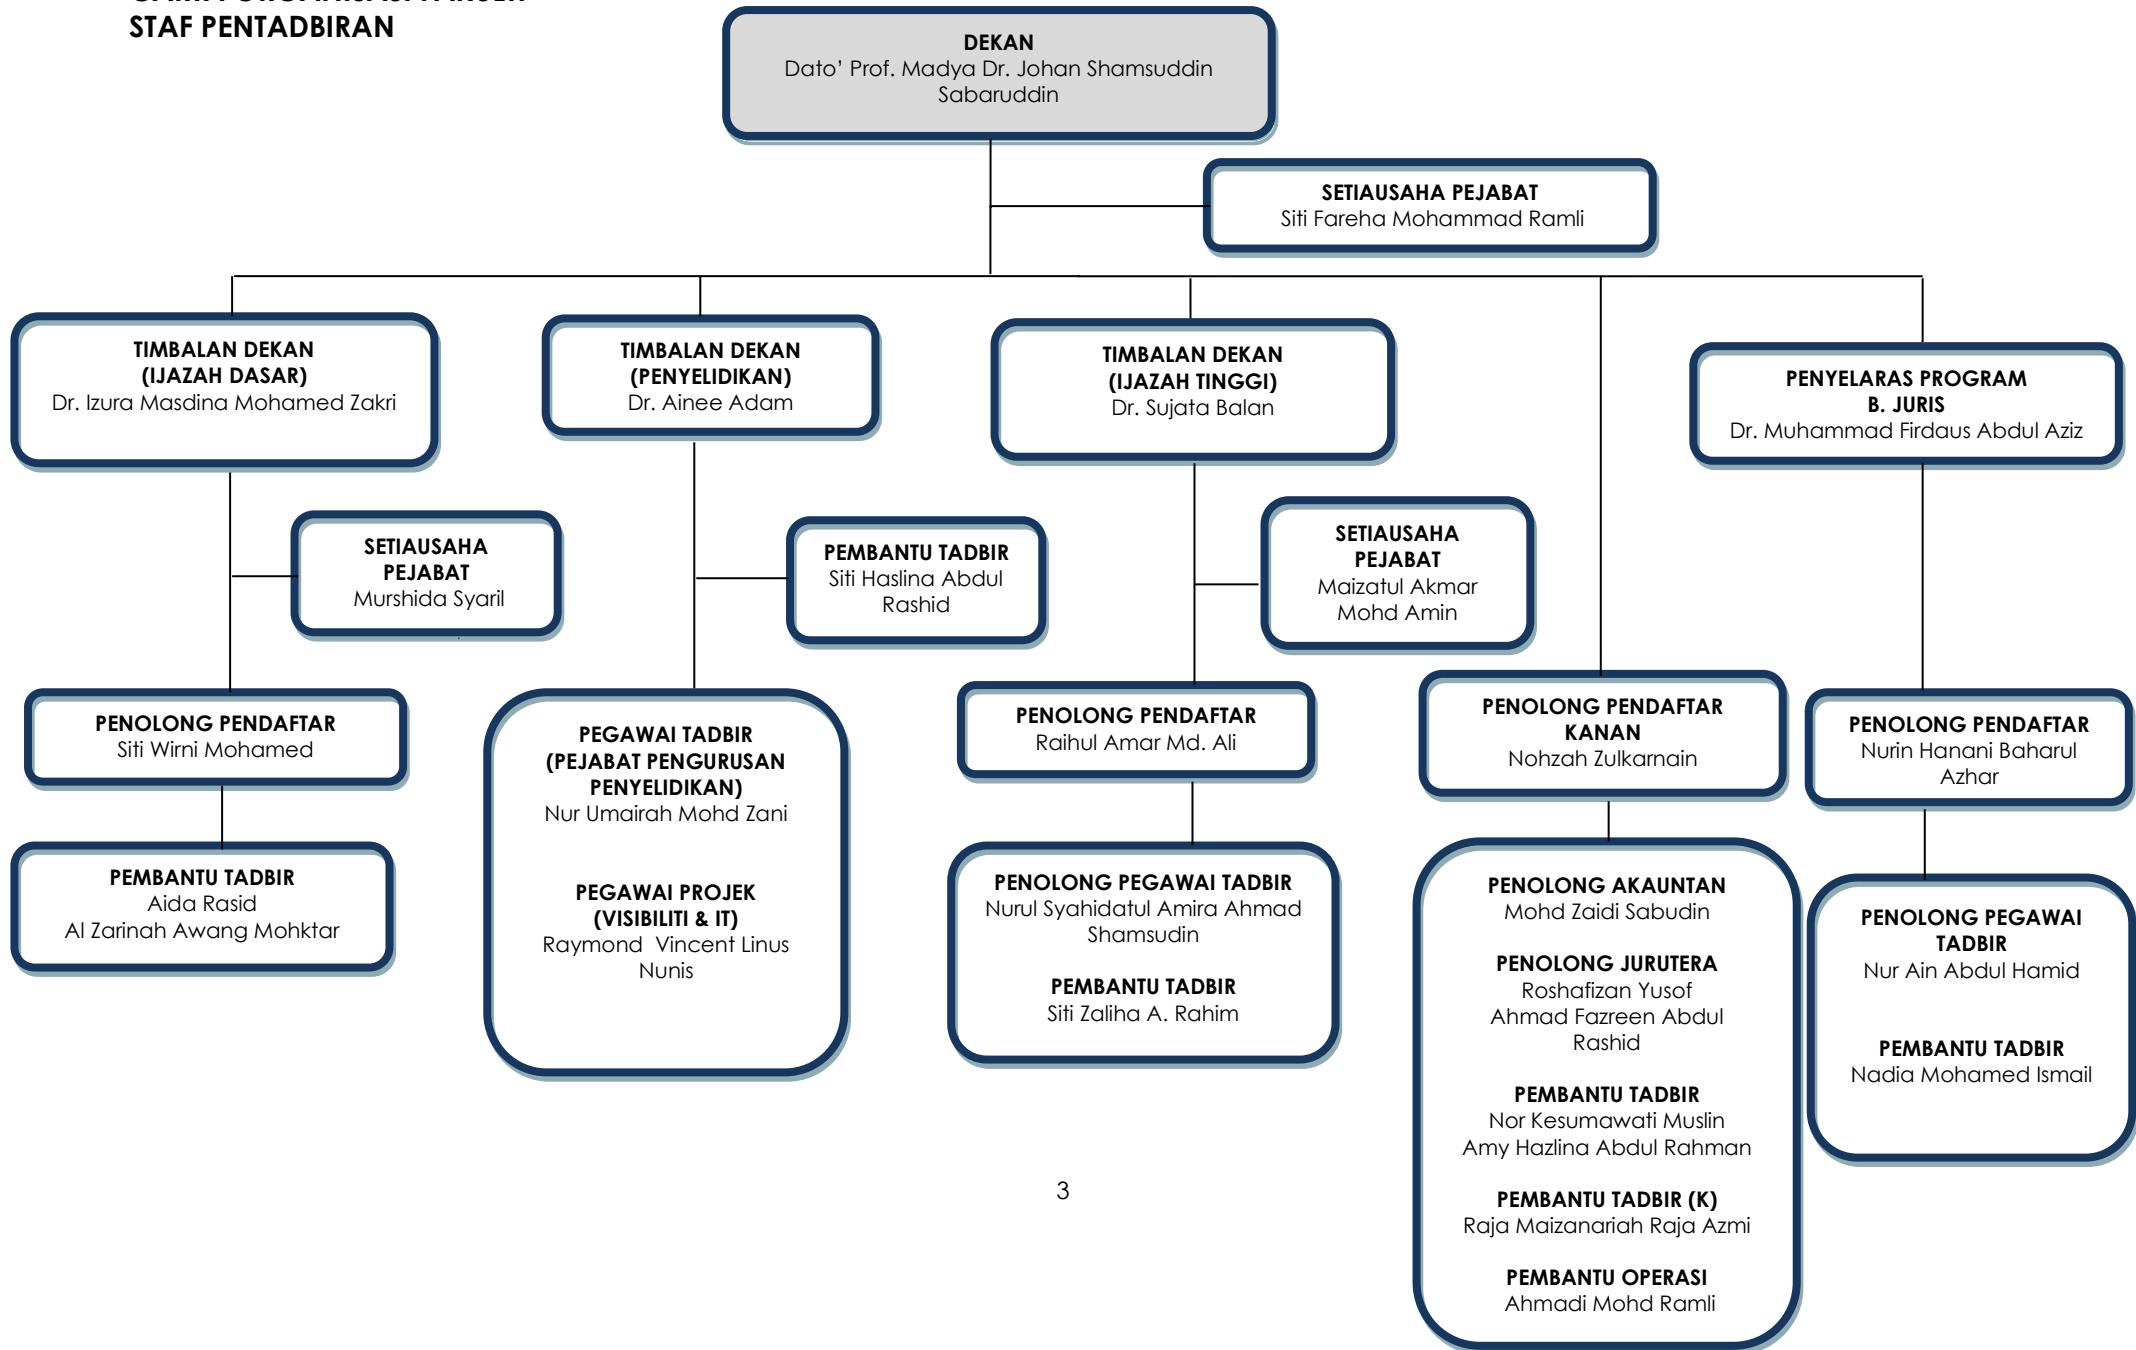 STAF PENTADBIRAN
DEKAN
Dato' Prof. Madya Dr. Johan Shamsuddin
Sabaruddin
SETIAUSAHA PEJABAT
Siti Fareha Mohammad Ramli
TIMBALAN DEKAN
(IJAZAH DASAR)
Dr. Izura Masdina Mohamed Zakri
TIMBALAN DEKAN
(PENYELIDIKAN)
Dr. Ainee Adam
TIMBALAN DEKAN
(IJAZAH TINGGI)
Dr. Sujata Balan
PENYELARAS PROGRAM
B. JURIS
Dr. Muhammad Firdaus Abdul Aziz
SETIAUSAHA
PEJABAT
Murshida Syaril
PEMBANTU TADBIR
Siti Haslina Abdul
Rashid
SETIAUSAHA
PEJABAT
Maizatul Akmar
Mohd Amin
PENOLONG PENDAFTAR
Siti Wirni Mohamed
PEGAWAI TADBIR
(PEJABAT PENGURUSAN
PENYELIDIKAN)
Nur Umairah Mohd Zani
PEGAWAI PROJEK
(VISIBILITI & IT)
Raymond  Vincent Linus
Nunis
PENOLONG PENDAFTAR
Raihul Amar Md. Ali
PENOLONG PENDAFTAR
KANAN
Nohzah Zulkarnain
PENOLONG PENDAFTAR
Nurin Hanani Baharul
Azhar
PEMBANTU TADBIR
Aida Rasid
Al Zarinah Awang Mohktar
PENOLONG PEGAWAI TADBIR
Nurul Syahidatul Amira Ahmad
Shamsudin
PEMBANTU TADBIR
Siti Zaliha A. Rahim
PENOLONG AKAUNTAN
Mohd Zaidi Sabudin
PENOLONG JURUTERA
Roshafizan Yusof
Ahmad Fazreen Abdul
Rashid
PEMBANTU TADBIR
Nor Kesumawati Muslin
Amy Hazlina Abdul Rahman
PEMBANTU TADBIR (K)
Raja Maizanariah Raja Azmi
PEMBANTU OPERASI
Ahmadi Mohd Ramli
PENOLONG PEGAWAI
TADBIR
Nur Ain Abdul Hamid
PEMBANTU TADBIR
Nadia Mohamed Ismail
3